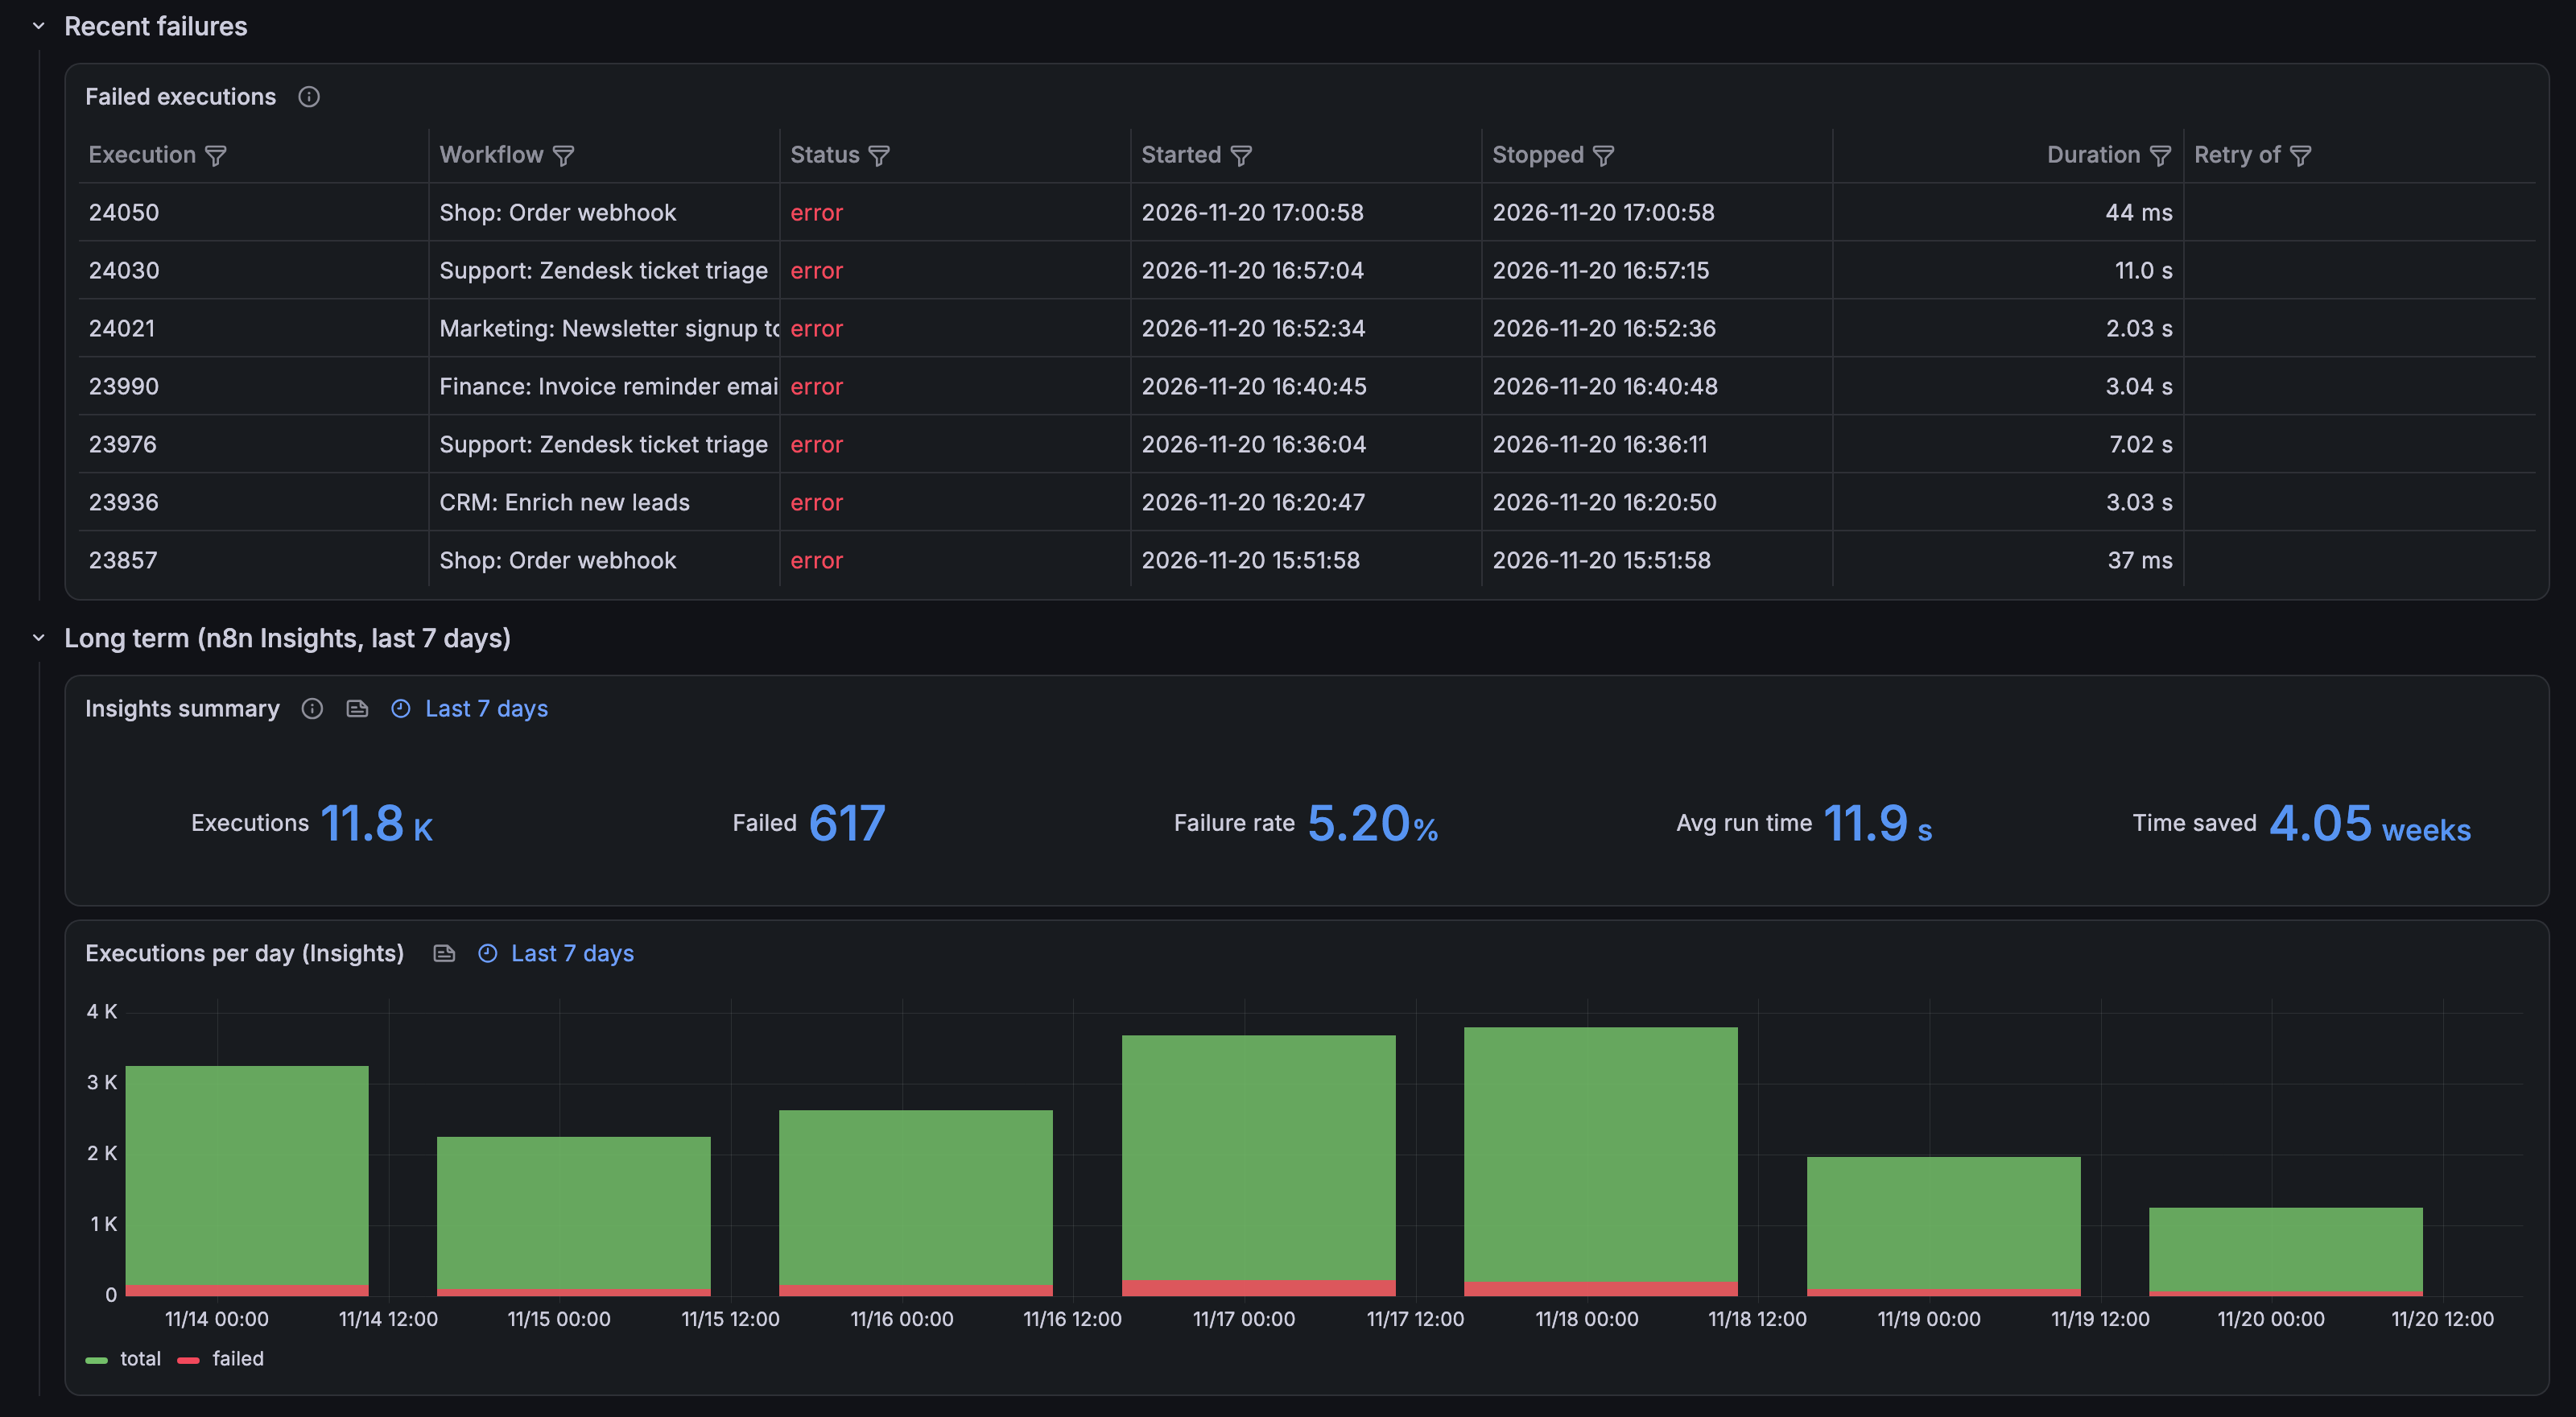 Recent failures
Failed executions
Execution Workflow Status Started Stopped Duration Retry of
24050 Shop: Order webhook error 2026-11-20 17:00:58 2026-11-20 17:00:58 44 ms
24030 Support: Zendesk ticket triage error 2026-11-20 16:57:04 2026-11-20 16:57:15 11.0 s
24021 Marketing: Newsletter signup to error 2026-11-20 16:52:34 2026-11-20 16:52:36 2.03 s
23990 Finance: Invoice reminder emai error 2026-11-20 16:40:45 2026-11-20 16:40:48 3.04 s
23976 Support: Zendesk ticket triage error 2026-11-20 16:36:04 2026-11-20 16:36:11 7.02 s
23936 CRM: Enrich new leads error 2026-11-20 16:20:47 2026-11-20 16:20:50 3.03 s
23857 Shop: Order webhook error 2026-11-20 15:51:58 2026-11-20 15:51:58 37 ms
Long term (n8n Insights, last 7 days)
Insights summary Last 7 days
Executions 11.8 K Failed 617 Failure rate 5.20% Avg run time 11.9 s Time saved 4.05 weeks
Executions per day (Insights) Last 7 days
4 K
3 K
2 K
1 K
0
11/14 00:00 11/14 12:00 11/15 00:00 11/15 12:00 11/16 00:00 11/16 12:00 11/17 00:00 11/17 12:00 11/18 00:00 11/18 12:00 11/19 00:00 11/19 12:00 11/20 00:00 11/20 12:00
total failed